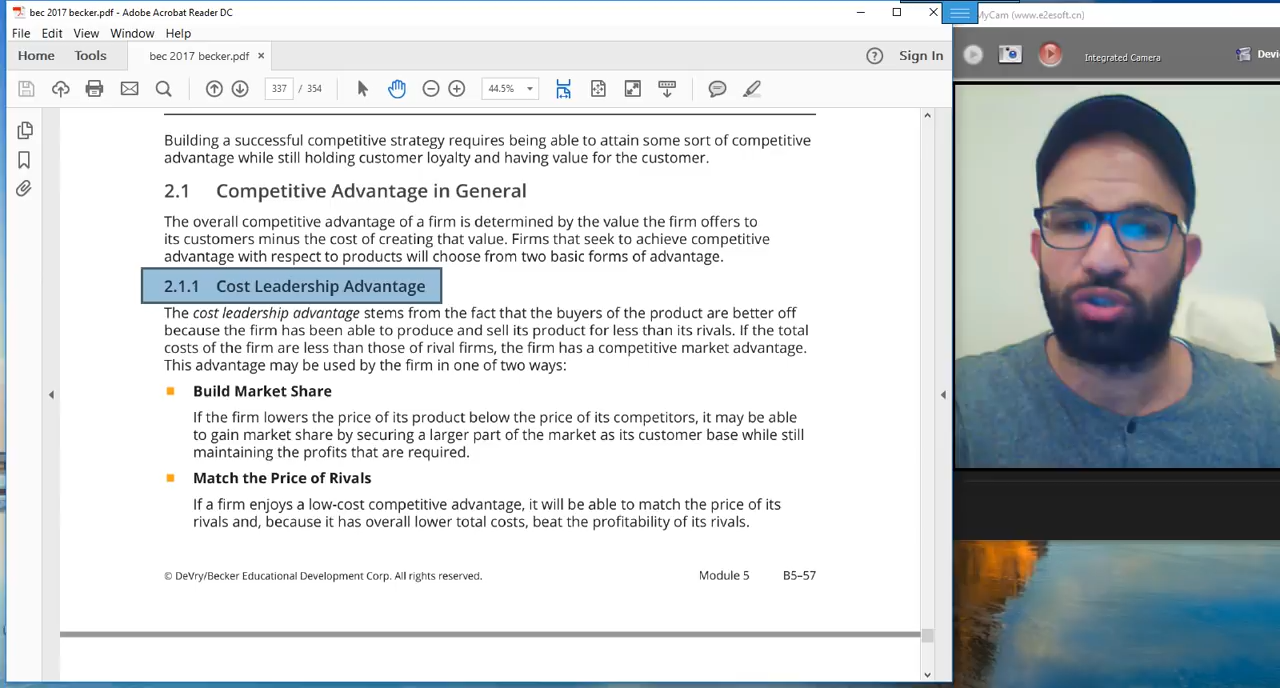 bec 2017 becker.pdf - Adobe Acrobat Reader DC
MyCam (www.e2esoft.cn)
File Edit View Window Help
Home Tools bec 2017 becker.pdf × Sign In
Integrated Camera
337 / 354 44.5%
Building a successful competitive strategy requires being able to attain some sort of competitive
advantage while still holding customer loyalty and having value for the customer.
2.1 Competitive Advantage in General
The overall competitive advantage of a firm is determined by the value the firm offers to
its customers minus the cost of creating that value. Firms that seek to achieve competitive
advantage with respect to products will choose from two basic forms of advantage.
2.1.1 Cost Leadership Advantage
The cost leadership advantage stems from the fact that the buyers of the product are better off
because the firm has been able to produce and sell its product for less than its rivals. If the total
costs of the firm are less than those of rival firms, the firm has a competitive market advantage.
This advantage may be used by the firm in one of two ways:
Build Market Share
If the firm lowers the price of its product below the price of its competitors, it may be able
to gain market share by securing a larger part of the market as its customer base while still
maintaining the profits that are required.
Match the Price of Rivals
If a firm enjoys a low-cost competitive advantage, it will be able to match the price of its
rivals and, because it has overall lower total costs, beat the profitability of its rivals.
© DeVry/Becker Educational Development Corp. All rights reserved. Module 5 B5–57